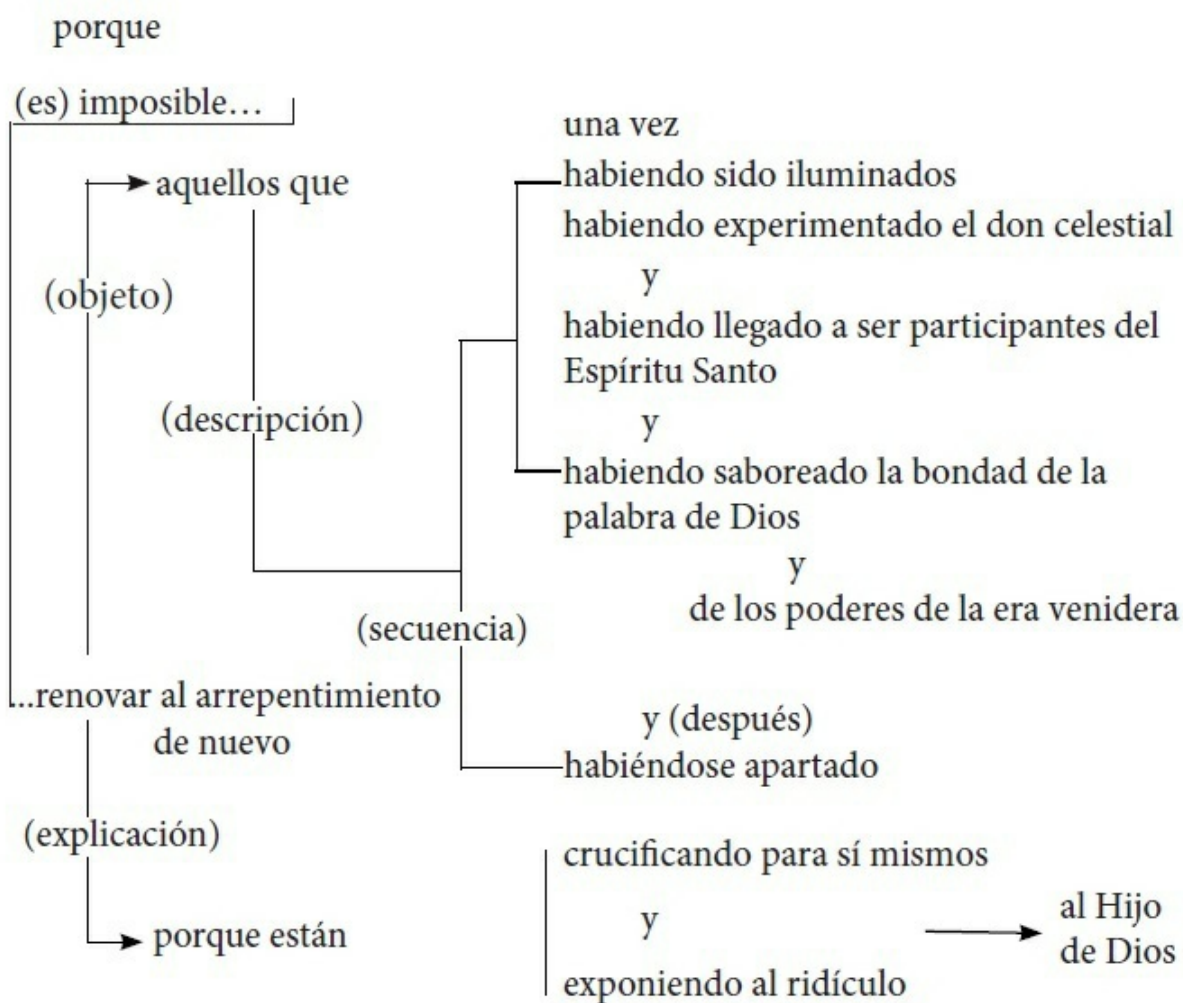 porque
(es) imposible…
una vez
aquellos que
habiendo sido iluminados
habiendo experimentado el don celestial
(objeto)
y
habiendo llegado a ser participantes del
Espíritu Santo
(descripción)
y
habiendo saboreado la bondad de la
palabra de Dios
y
de los poderes de la era venidera
(secuencia)
...renovar al arrepentimiento
de nuevo
y (después)
habiéndose apartado
(explicación)
crucificando para sí mismos
porque están
y
exponiendo al ridículo
al Hijo
de Dios